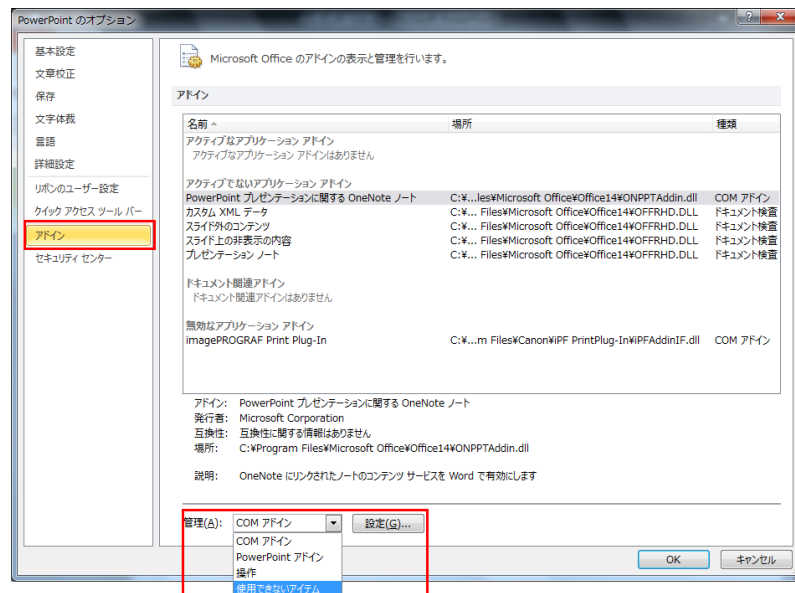 PowerPoint のオプション
基本設定
文章校正
保存
文字体裁
言語
詳細設定
リボンのユーザー設定
クイック アクセス ツール バー
アドイン
セキュリティ センター
Microsoft Office のアドインの表示と管理を行います。
アドイン
名前 場所 種類
アクティブなアプリケーション アドイン
アクティブなアプリケーション アドインはありません
アクティブでないアプリケーション アドイン
PowerPoint プレゼンテーションに関する OneNote ノート C:¥...les¥Microsoft Office¥Office14¥ONPPTAddin.dll COM アドイン
カスタム XML データ C:¥... Files¥Microsoft Office¥Office14¥OFFRHD.DLL ドキュメント検査
スライド外のコンテンツ C:¥... Files¥Microsoft Office¥Office14¥OFFRHD.DLL ドキュメント検査
スライド上の非表示の内容 C:¥... Files¥Microsoft Office¥Office14¥OFFRHD.DLL ドキュメント検査
プレゼンテーション ノート C:¥... Files¥Microsoft Office¥Office14¥OFFRHD.DLL ドキュメント検査
ドキュメント関連アドイン
ドキュメント関連アドインはありません
無効なアプリケーション アドイン
imagePROGRAF Print Plug-In C:¥...m Files¥Canon¥iPF PrintPlug-In¥iPFAddinIF.dll COM アドイン
アドイン: PowerPoint プレゼンテーションに関する OneNote ノート
発行者: Microsoft Corporation
互換性: 互換性に関する情報はありません
場所: C:¥Program Files¥Microsoft Office¥Office14¥ONPPTAddin.dll
説明: OneNote にリンクされたノートのコンテンツ サービスを Word で有効にします
管理(A): COM アドイン 設定(G)...
COM アドイン
PowerPoint アドイン
操作
使用できないアイテム
OK キャンセル